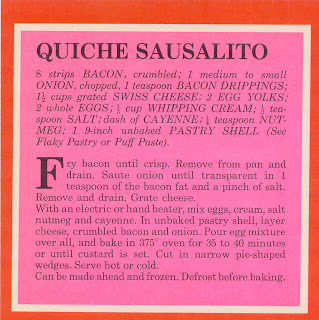 QUICHE SAUSALITO
8 strips BACON, crumbled; 1 medium to small
ONION, chopped, 1 teaspoon BACON DRIPPINGS;
1½ cups grated SWISS CHEESE; 2 EGG YOLKS;
2 whole EGGS; ½ cup WHIPPING CREAM; ½ tea-
spoon SALT; dash of CAYENNE; ¼ teaspoon NUT-
MEG; 1 9-inch unbaked PASTRY SHELL (See
Flaky Pastry or Puff Paste).
Fry bacon until crisp. Remove from pan and
drain. Saute onion until transparent in 1
teaspoon of the bacon fat and a pinch of salt.
Remove and drain. Grate cheese.
With an electric or hand beater, mix eggs, cream, salt
nutmeg and cayenne. In unbaked pastry shell, layer
cheese, crumbled bacon and onion. Pour egg mixture
over all, and bake in 375° oven for 35 to 40 minutes
or until custard is set. Cut in narrow pie-shaped
wedges. Serve hot or cold.
Can be made ahead and frozen. Defrost before baking.